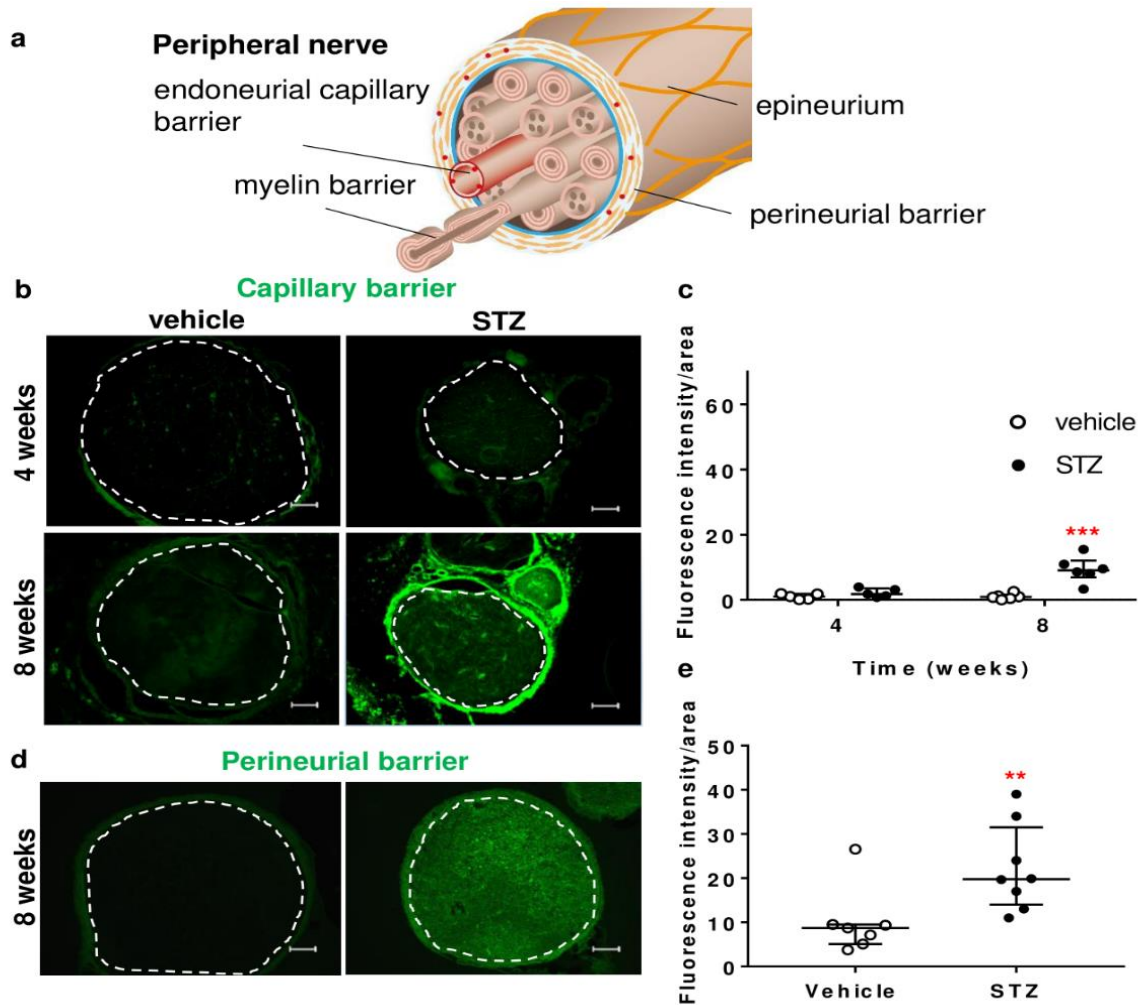 a
Peripheral nerve
endoneurial capillary
barrier
myelin barrier
epineurium
perineurial barrier
b
Capillary barrier
vehicle
STZ
4 weeks
8 weeks
c
Fluorescence intensity/area
60
40
20
0
vehicle
STZ
***
4
8
Time (weeks)
d
Perineurial barrier
8 weeks
e
Fluorescence intensity/area
50
40
30
20
10
0
**
Vehicle
STZ